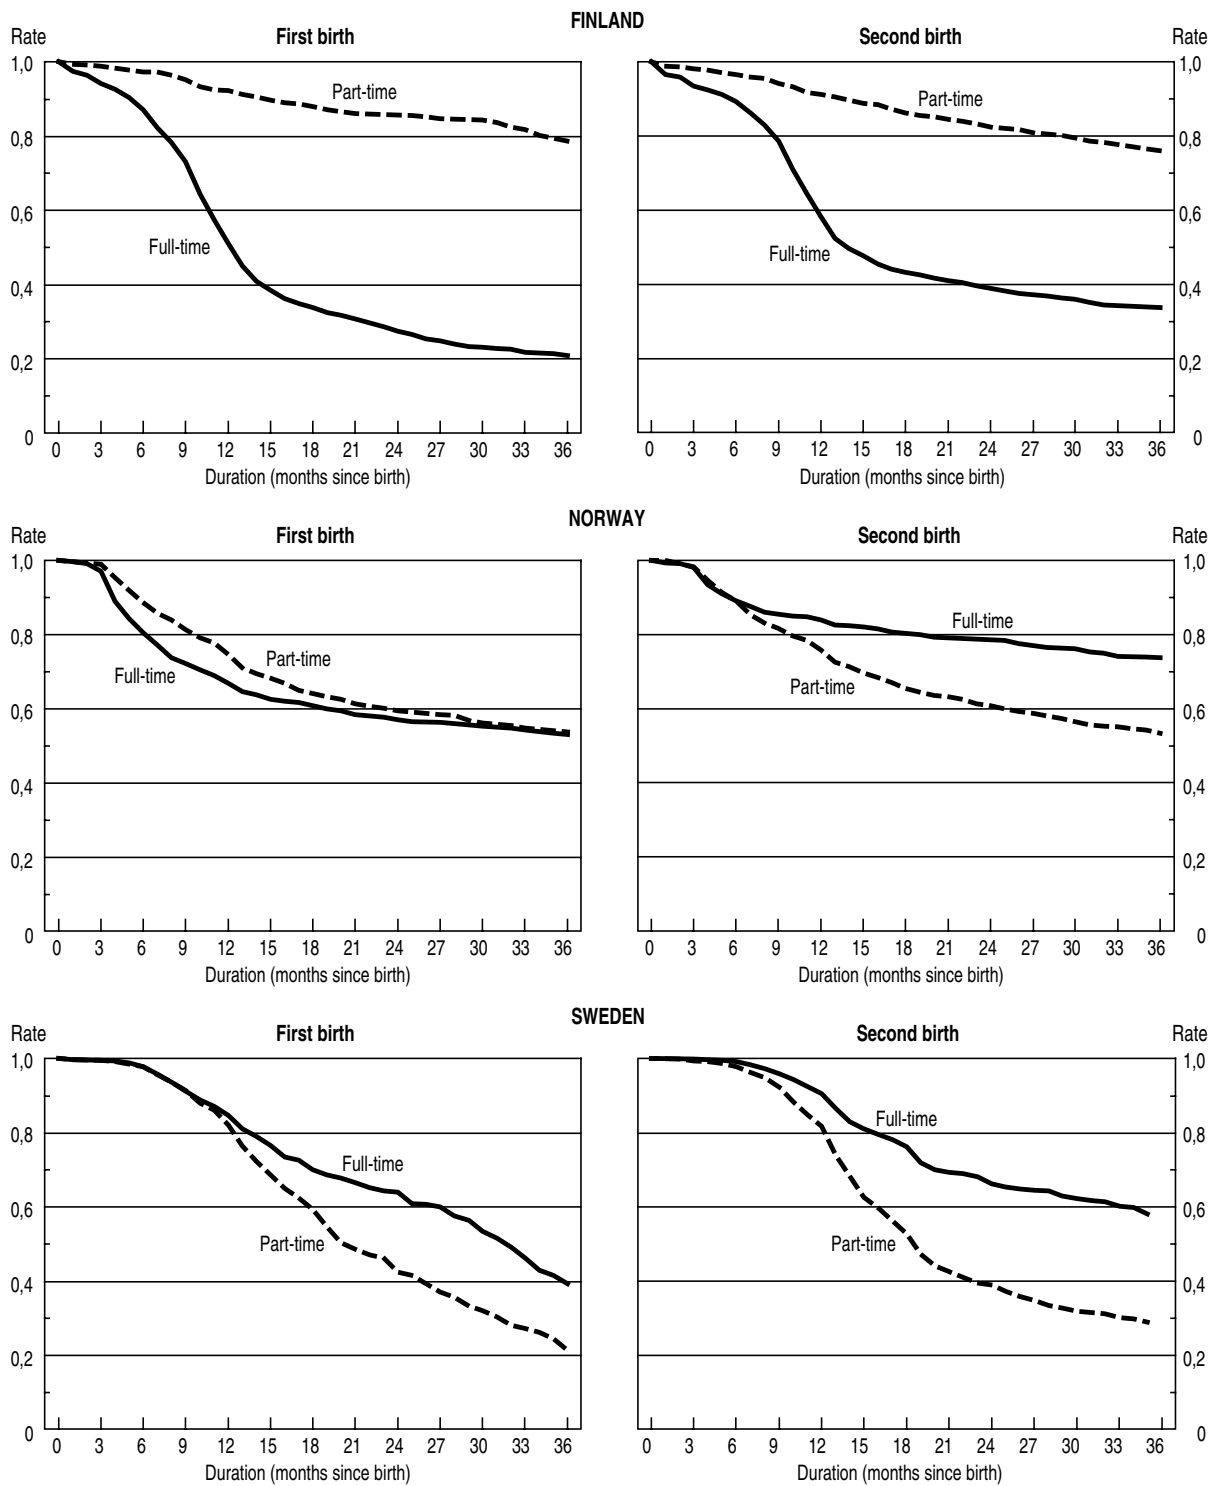 FINLAND
Rate First birth Second birth Rate
1,0 1,0
Part-time Part-time
0,8 0,8
0,6 0,6
Full-time Full-time
0,4 0,4
0,2 0,2
0 0
0 3 6 9 12 15 18 21 24 27 30 33 36 0 3 6 9 12 15 18 21 24 27 30 33 36
Duration (months since birth) Duration (months since birth)
NORWAY
Rate First birth Second birth Rate
1,0 1,0
Full-time
0,8 0,8
Part-time
Full-time Part-time
0,6 0,6
0,4 0,4
0,2 0,2
0 0
0 3 6 9 12 15 18 21 24 27 30 33 36 0 3 6 9 12 15 18 21 24 27 30 33 36
Duration (months since birth) Duration (months since birth)
SWEDEN
Rate First birth Second birth Rate
1,0 1,0
Full-time
0,8 0,8
Full-time
0,6 0,6
Part-time Part-time
0,4 0,4
0,2 0,2
0 0
0 3 6 9 12 15 18 21 24 27 30 33 36 0 3 6 9 12 15 18 21 24 27 30 33 36
Duration (months since birth) Duration (months since birth)